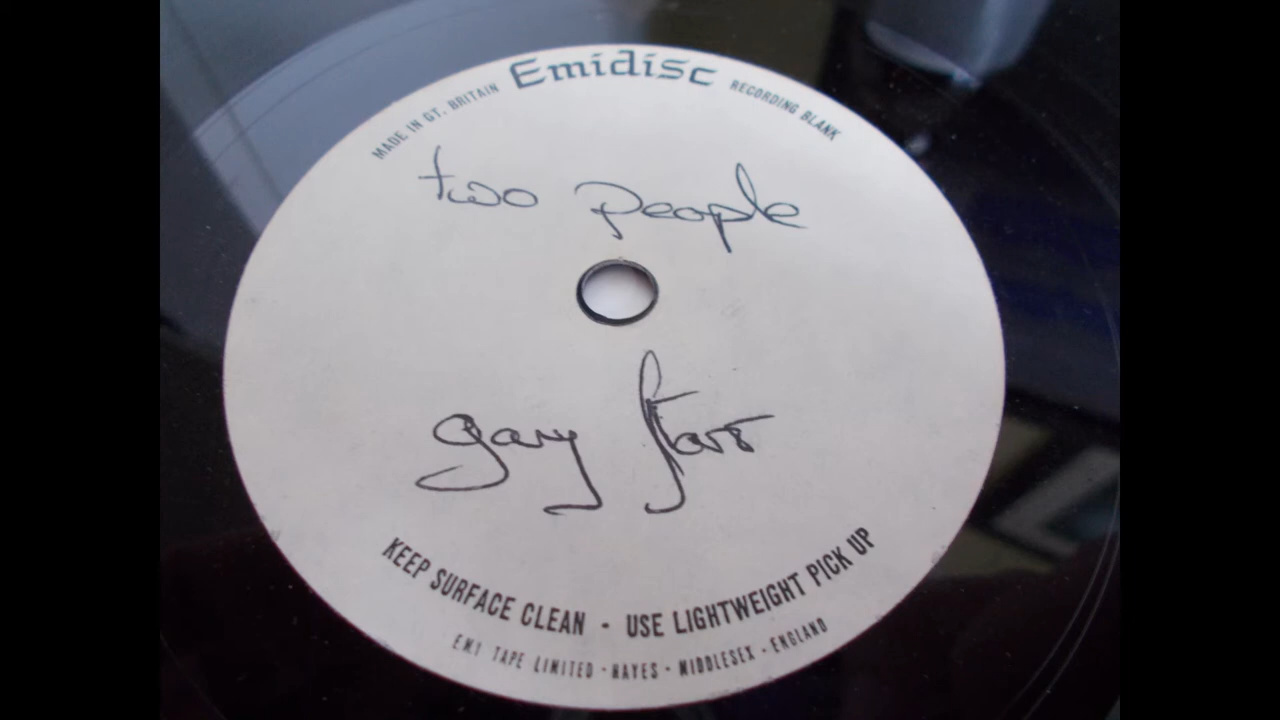 Emidisc
MADE IN GT. BRITAIN
RECORDING BLANK
two people
gary starr
KEEP SURFACE CLEAN · USE LIGHTWEIGHT PICK UP
E.M.I TAPE LIMITED · HAYES · MIDDLESEX · ENGLAND